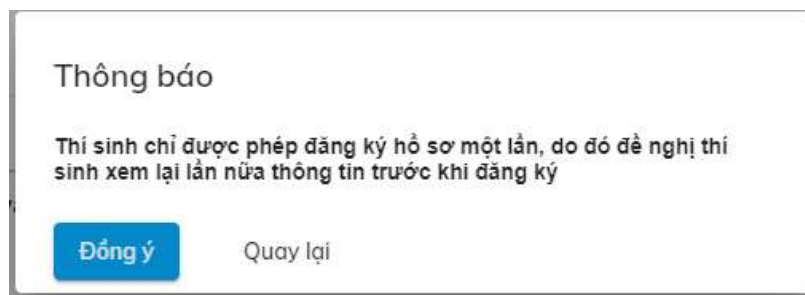 Thông báo
Thí sinh chỉ được phép đăng ký hồ sơ một lần, do đó đề nghị thí
sinh xem lại lần nữa thông tin trước khi đăng ký
Đồng ý Quay lại